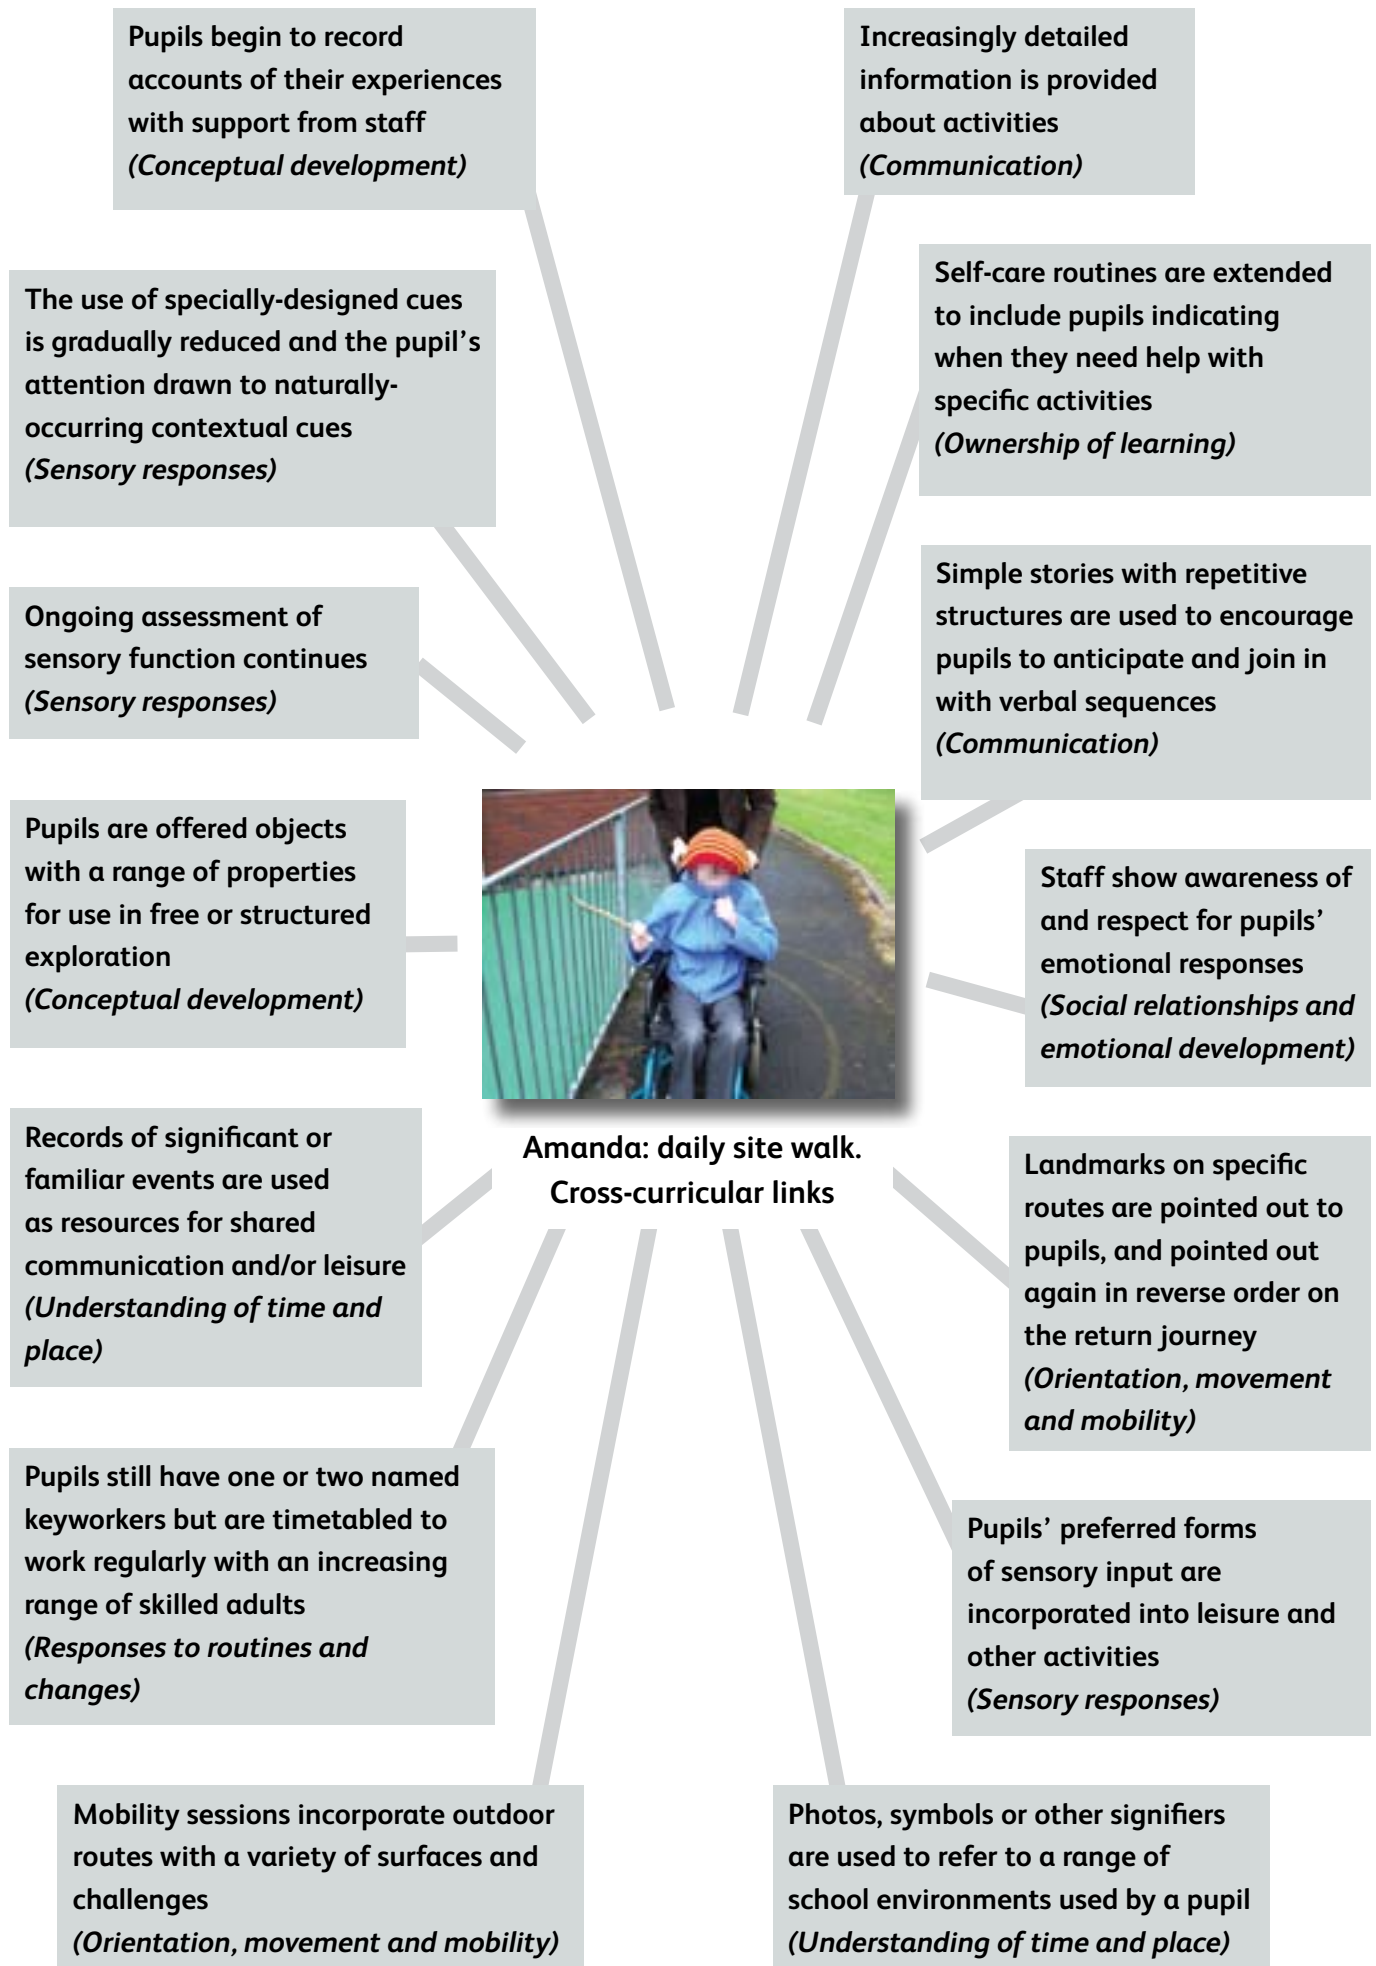 Pupils begin to record
accounts of their experiences
with support from staff
(Conceptual development)
Increasingly detailed
information is provided
about activities
(Communication)
The use of specially-designed cues
is gradually reduced and the pupil's
attention drawn to naturally-
occurring contextual cues
(Sensory responses)
Self-care routines are extended
to include pupils indicating
when they need help with
specific activities
(Ownership of learning)
Ongoing assessment of
sensory function continues
(Sensory responses)
Simple stories with repetitive
structures are used to encourage
pupils to anticipate and join in
with verbal sequences
(Communication)
Pupils are offered objects
with a range of properties
for use in free or structured
exploration
(Conceptual development)
Staff show awareness of
and respect for pupils'
emotional responses
(Social relationships and
emotional development)
Amanda: daily site walk.
Cross-curricular links
Records of significant or
familiar events are used
as resources for shared
communication and/or leisure
(Understanding of time and
place)
Landmarks on specific
routes are pointed out to
pupils, and pointed out
again in reverse order on
the return journey
(Orientation, movement
and mobility)
Pupils still have one or two named
keyworkers but are timetabled to
work regularly with an increasing
range of skilled adults
(Responses to routines and
changes)
Pupils' preferred forms
of sensory input are
incorporated into leisure and
other activities
(Sensory responses)
Mobility sessions incorporate outdoor
routes with a variety of surfaces and
challenges
(Orientation, movement and mobility)
Photos, symbols or other signifiers
are used to refer to a range of
school environments used by a pupil
(Understanding of time and place)